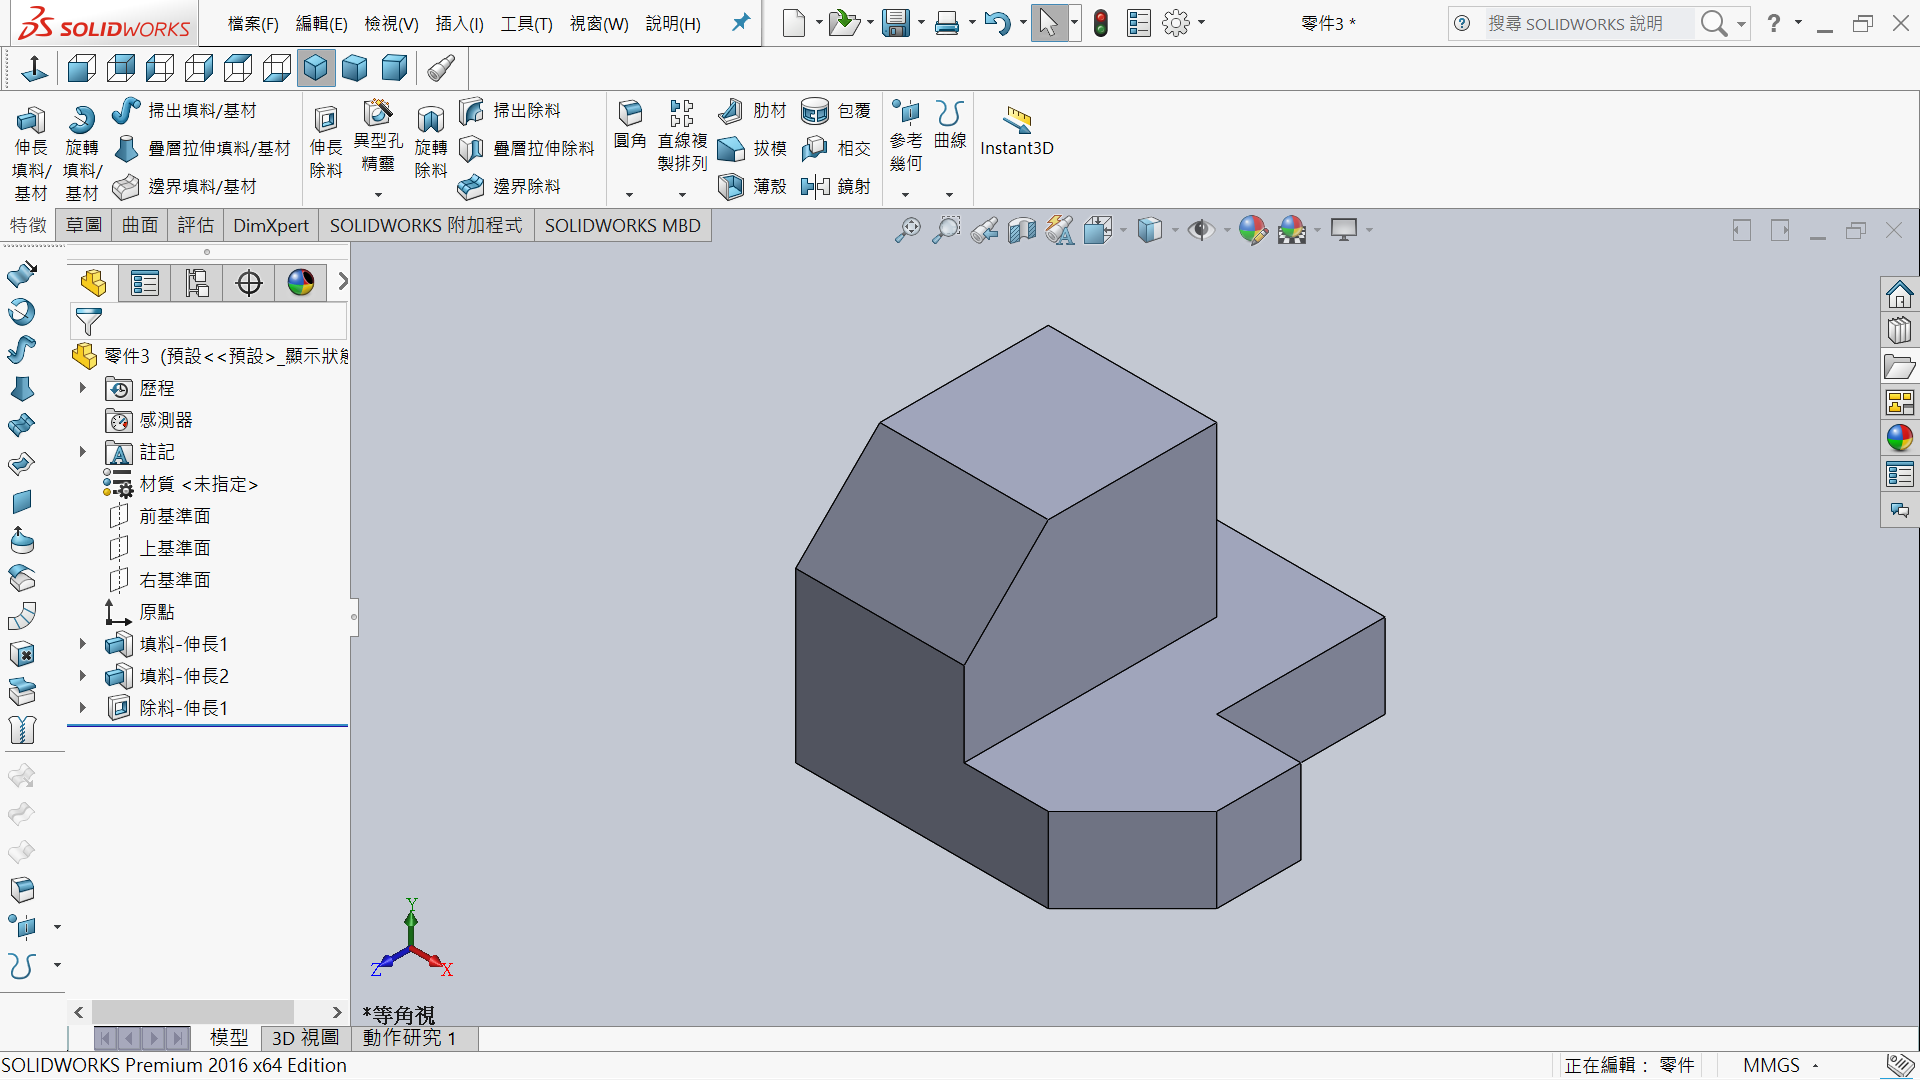 SOLIDWORKS 檔案(F) 編輯(E) 檢視(V) 插入(I) 工具(T) 視窗(W) 說明(H) 零件3 * 搜尋 SOLIDWORKS 說明 ?
伸長填料/基材
旋轉填料/基材
掃出填料/基材
疊層拉伸填料/基材
邊界填料/基材
伸長除料
異型孔精靈
旋轉除料
掃出除料
疊層拉伸除料
邊界除料
圓角
直線複製排列
肋材
拔模
薄殼
包覆
相交
鏡射
參考幾何
曲線
Instant3D
特徵 草圖 曲面 評估 DimXpert SOLIDWORKS 附加程式 SOLIDWORKS MBD
零件3 (預設<<預設>_顯示狀態
歷程
感測器
註記
材質 <未指定>
前基準面
上基準面
右基準面
原點
填料-伸長1
填料-伸長2
除料-伸長1
Y
Z
X
*等角視
模型 3D 視圖 動作研究 1
SOLIDWORKS Premium 2016 x64 Edition 正在編輯： 零件 MMGS